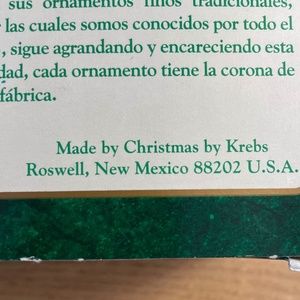 sus ornamentos finos tradicionales,
las cuales somos conocidos por todo el
, sigue agrandando y encareciendo esta
dad, cada ornamento tiene la corona de
fábrica.
Made by Christmas by Krebs
Roswell, New Mexico 88202 U.S.A.